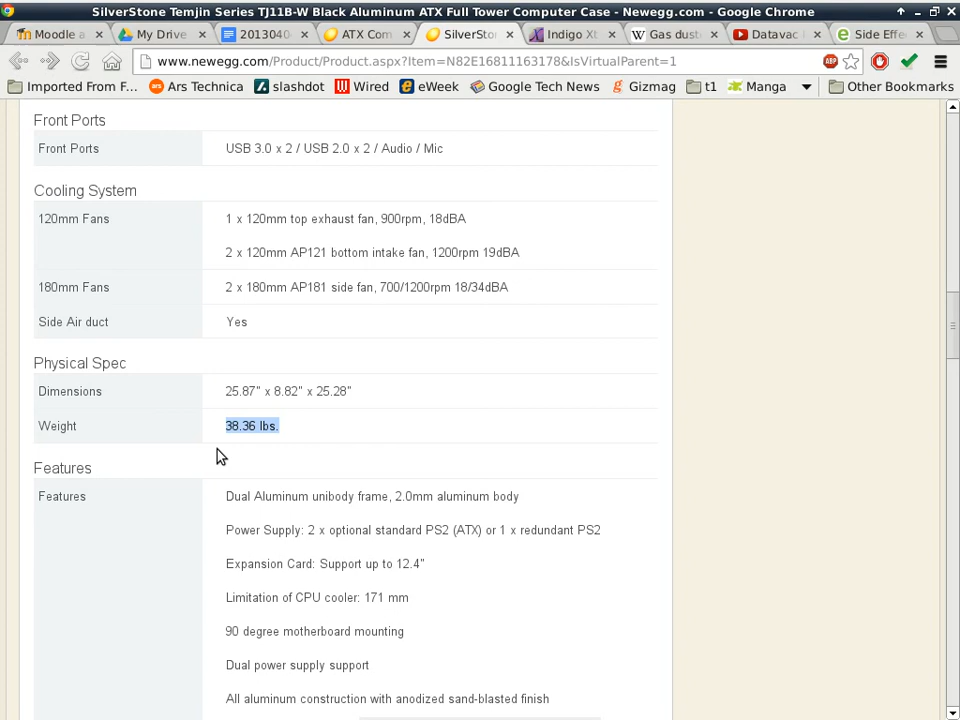 SilverStone Temjin Series TJ11B-W Black Aluminum ATX Full Tower Computer Case - Newegg.com - Google Chrome
Moodle a
My Drive
2013040
ATX Com
SilverSto
Indigo Xt
Gas dust
Datavac
Side Effe
www.newegg.com/Product/Product.aspx?Item=N82E16811163178&IsVirtualParent=1
ABP
Imported From F...
ars
Ars Technica
slashdot
Wired
eWeek
Google Tech News
Gizmag
t1
Manga
Other Bookmarks
Front Ports
Front Ports
USB 3.0 x 2 / USB 2.0 x 2 / Audio / Mic
Cooling System
120mm Fans
1 x 120mm top exhaust fan, 900rpm, 18dBA
2 x 120mm AP121 bottom intake fan, 1200rpm 19dBA
180mm Fans
2 x 180mm AP181 side fan, 700/1200rpm 18/34dBA
Side Air duct
Yes
Physical Spec
Dimensions
25.87" x 8.82" x 25.28"
Weight
38.36 lbs.
Features
Features
Dual Aluminum unibody frame, 2.0mm aluminum body
Power Supply: 2 x optional standard PS2 (ATX) or 1 x redundant PS2
Expansion Card: Support up to 12.4"
Limitation of CPU cooler: 171 mm
90 degree motherboard mounting
Dual power supply support
All aluminum construction with anodized sand-blasted finish